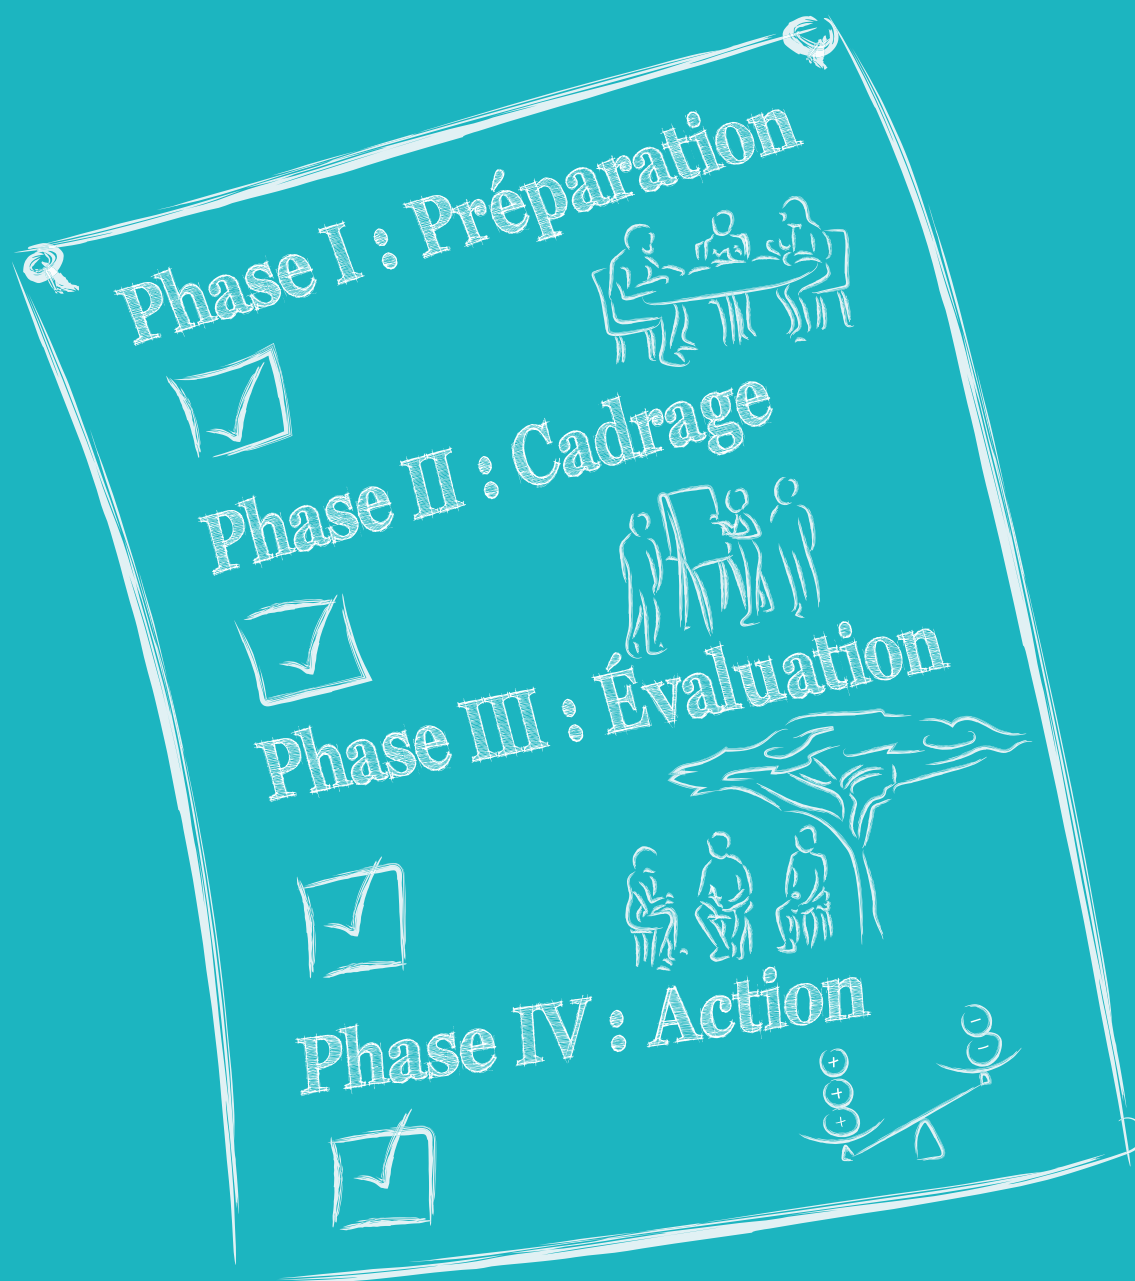 Phase I : Préparation
Phase II : Cadrage
Phase III : Évaluation
Phase IV : Action
+
+
+
−
−